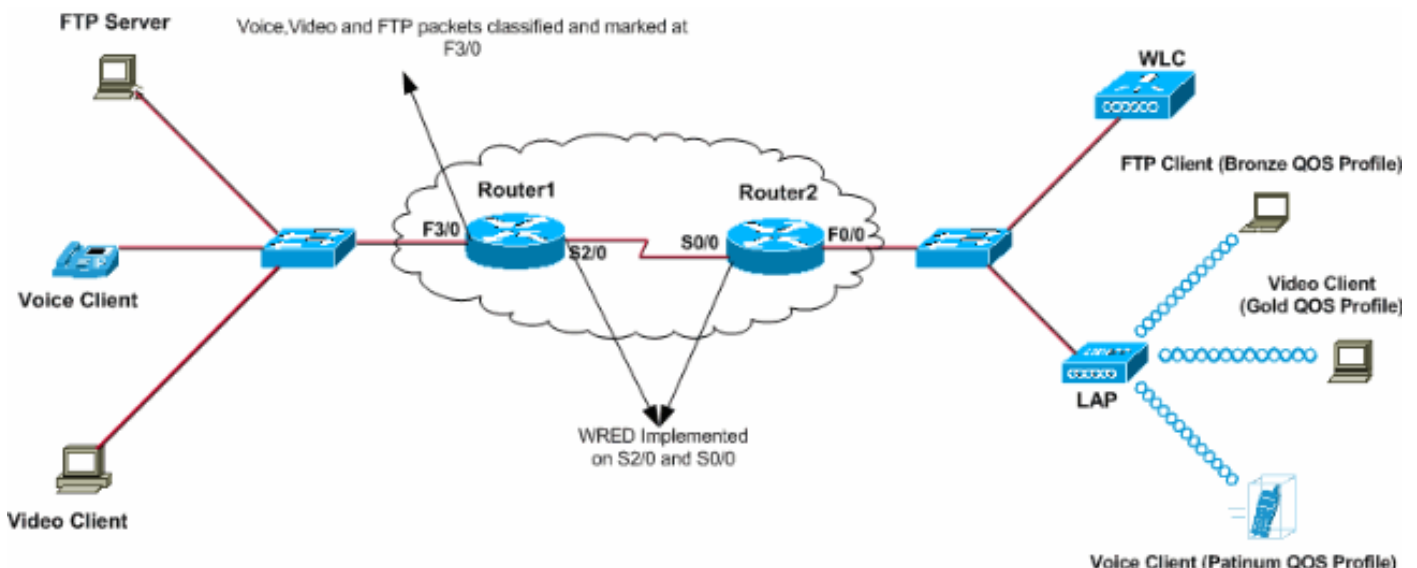 FTP Server
Voice,Video and FTP packets classified and marked at
F3/0
WLC
FTP Client (Bronze QOS Profile)
Router1
Router2
F3/0
S2/0
S0/0
F0/0
Voice Client
Video Client
(Gold QOS Profile)
LAP
WRED Implemented
on S2/0 and S0/0
Video Client
Voice Client (Patinum QOS Profile)